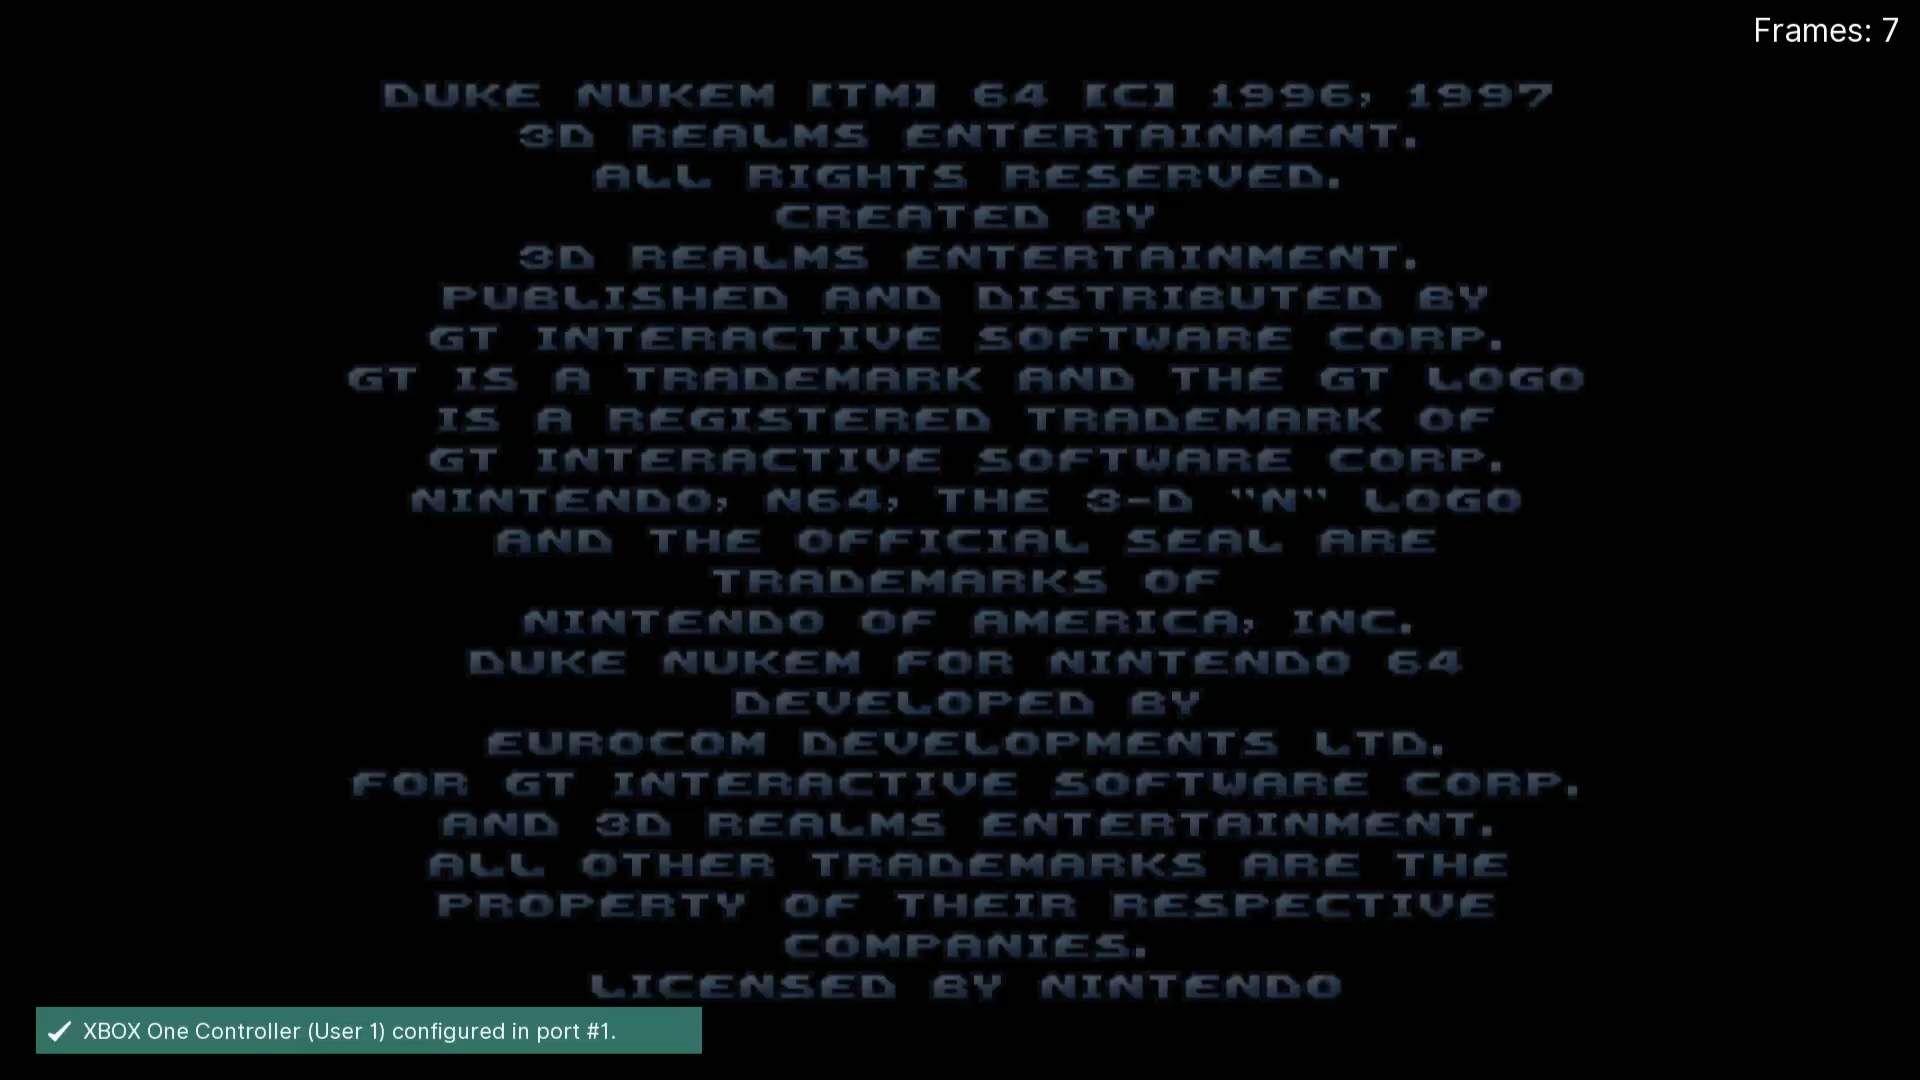 Frames: 7
DUKE NUKEM [TM] 64 [C] 1996, 1997
3D REALMS ENTERTAINMENT.
ALL RIGHTS RESERVED.
CREATED BY
3D REALMS ENTERTAINMENT.
PUBLISHED AND DISTRIBUTED BY
GT INTERACTIVE SOFTWARE CORP.
GT IS A TRADEMARK AND THE GT LOGO
IS A REGISTERED TRADEMARK OF
GT INTERACTIVE SOFTWARE CORP.
NINTENDO, N64, THE 3-D "N" LOGO
AND THE OFFICIAL SEAL ARE
TRADEMARKS OF
NINTENDO OF AMERICA, INC.
DUKE NUKEM FOR NINTENDO 64
DEVELOPED BY
EUROCOM DEVELOPMENTS LTD.
FOR GT INTERACTIVE SOFTWARE CORP.
AND 3D REALMS ENTERTAINMENT.
ALL OTHER TRADEMARKS ARE THE
PROPERTY OF THEIR RESPECTIVE
COMPANIES.
LICENSED BY NINTENDO
XBOX One Controller (User 1) configured in port #1.